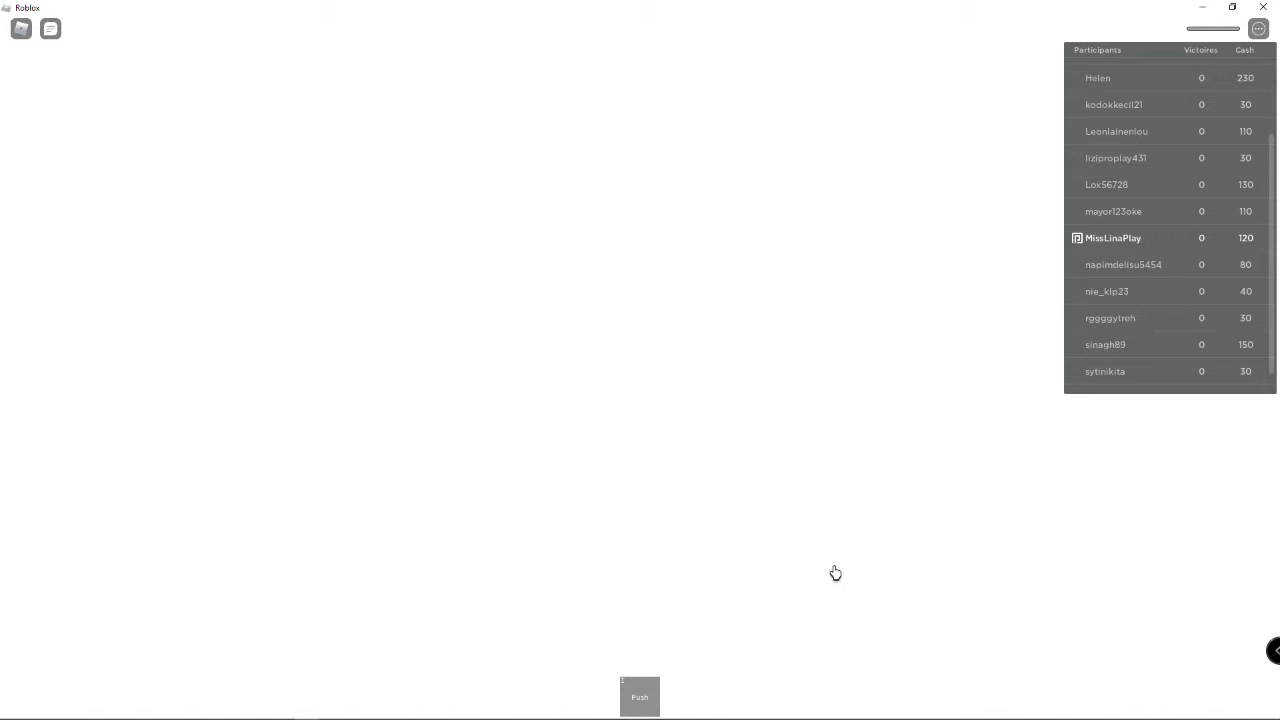 Roblox
Participants Victoires Cash
Helen 0 230
kodokkecil21 0 30
Leonlainenlou 0 110
liziproplay431 0 30
Lox56728 0 130
mayor123oke 0 110
MissLinaPlay 0 120
napimdelisu5454 0 80
nie_klp23 0 40
rggggytreh 0 30
sinagh89 0 150
sytinikita 0 30
1
Push